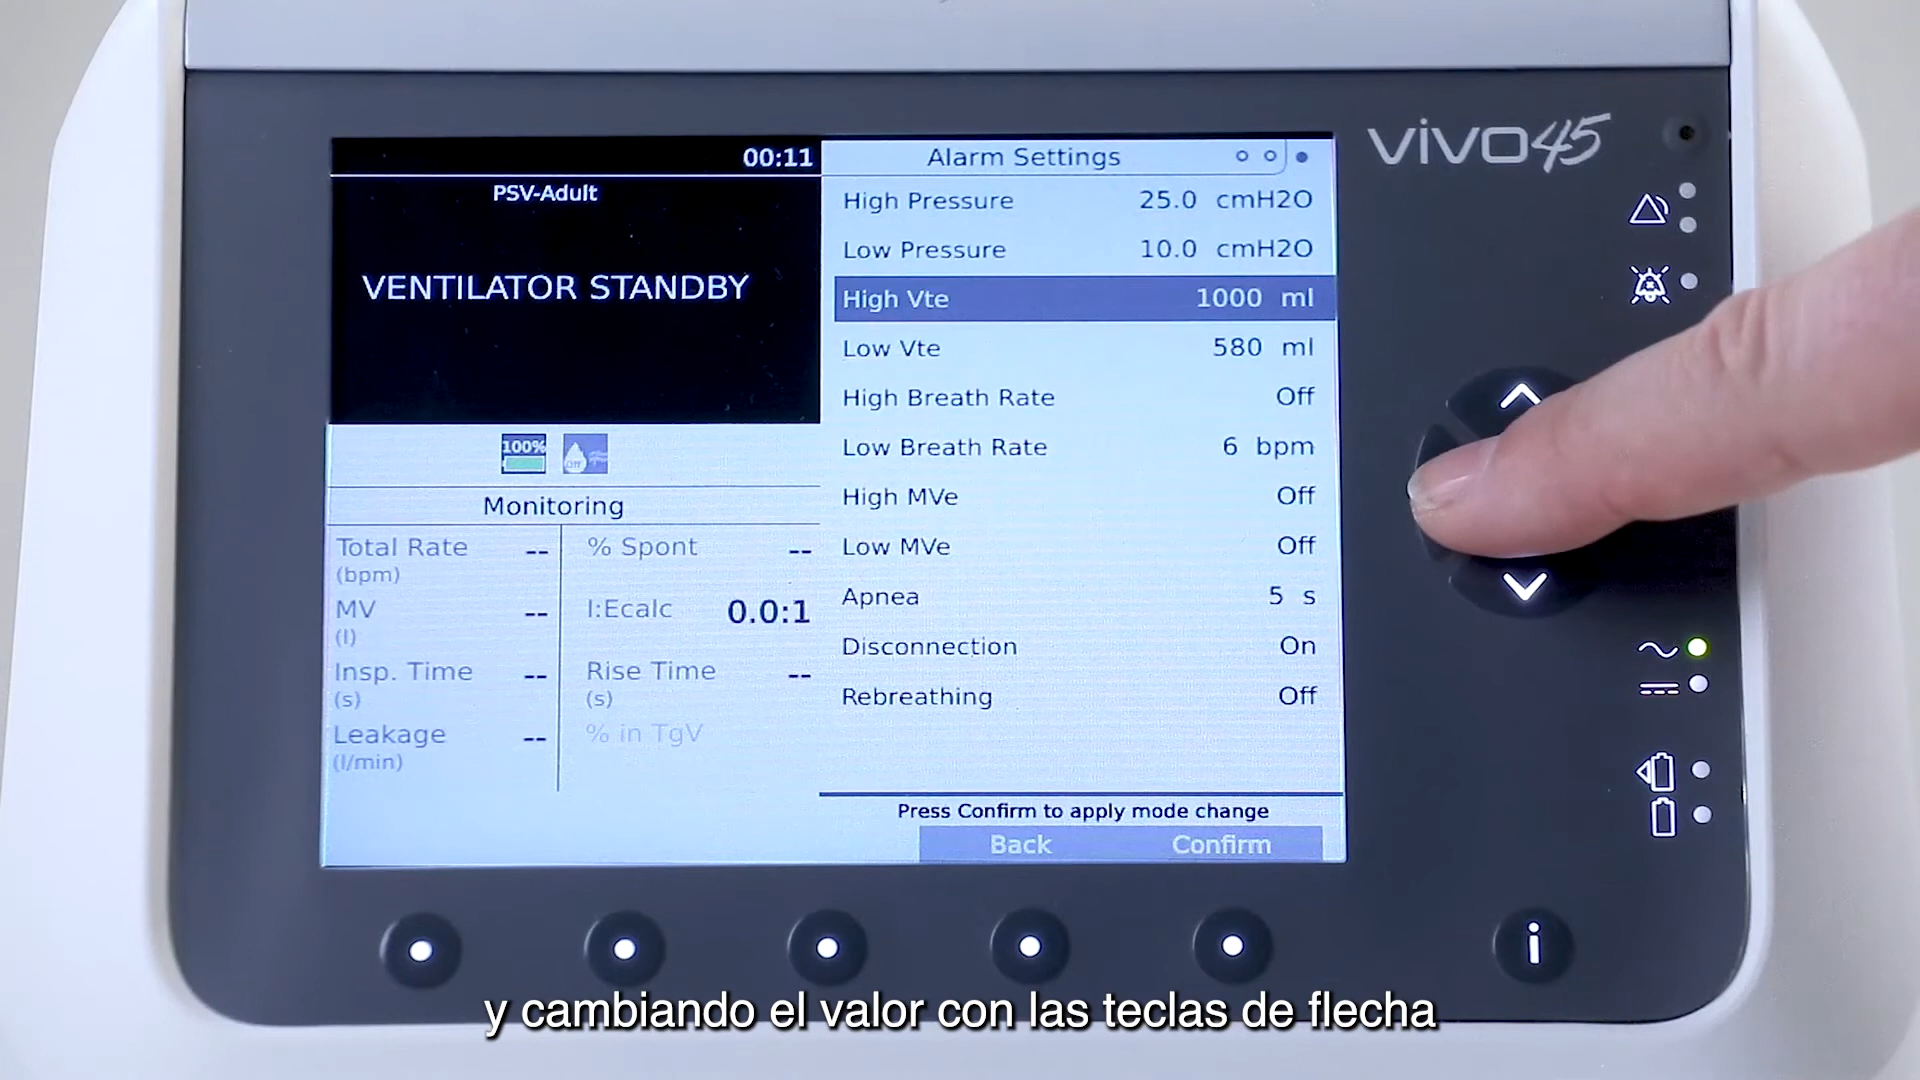 vivo 45
00:11
PSV-Adult
VENTILATOR STANDBY
100%
Off
Monitoring
Total Rate -- % Spont --
(bpm)
MV -- I:Ecalc 0.0:1
(l)
Insp. Time -- Rise Time --
(s) (s)
Leakage -- % in TgV
(l/min)
Alarm Settings
High Pressure 25.0 cmH2O
Low Pressure 10.0 cmH2O
High Vte 1000 ml
Low Vte 580 ml
High Breath Rate Off
Low Breath Rate 6 bpm
High MVe Off
Low MVe Off
Apnea 5 s
Disconnection On
Rebreathing Off
Press Confirm to apply mode change
Back Confirm
i
y cambiando el valor con las teclas de flecha